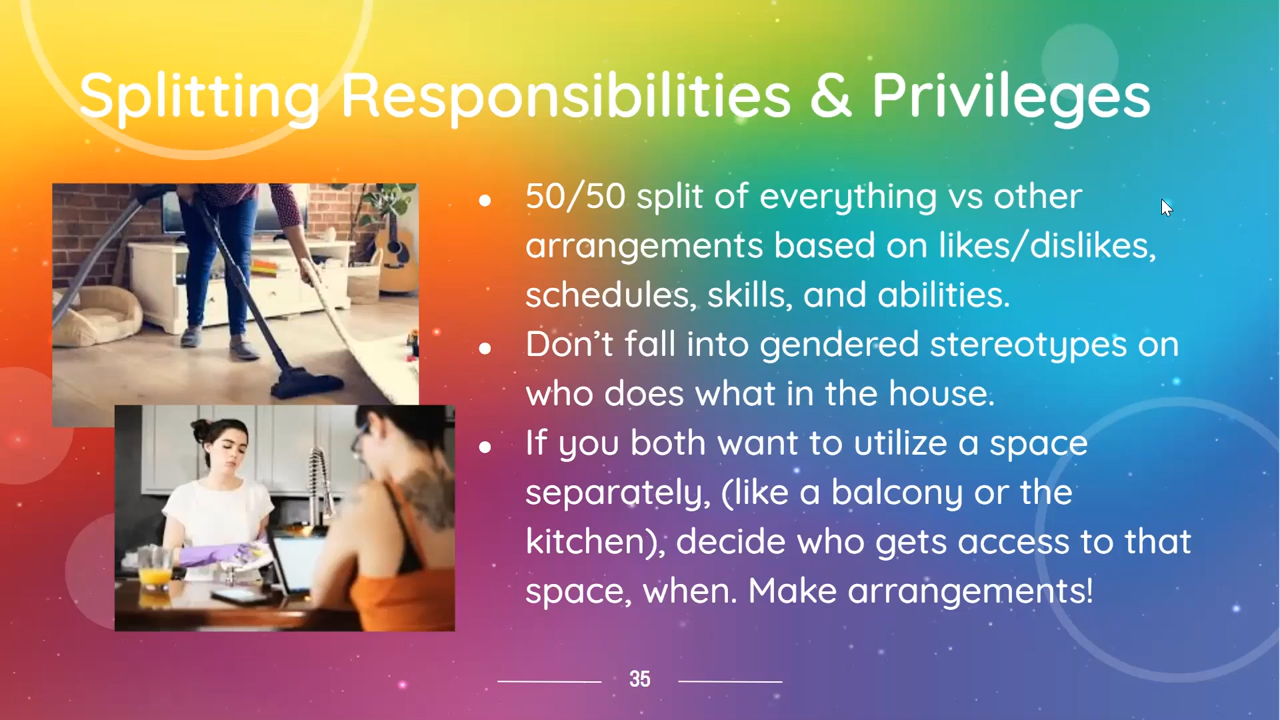 Splitting Responsibilities & Privileges
● 50/50 split of everything vs other
arrangements based on likes/dislikes,
schedules, skills, and abilities.
● Don’t fall into gendered stereotypes on
who does what in the house.
● If you both want to utilize a space
separately, (like a balcony or the
kitchen), decide who gets access to that
space, when. Make arrangements!
35